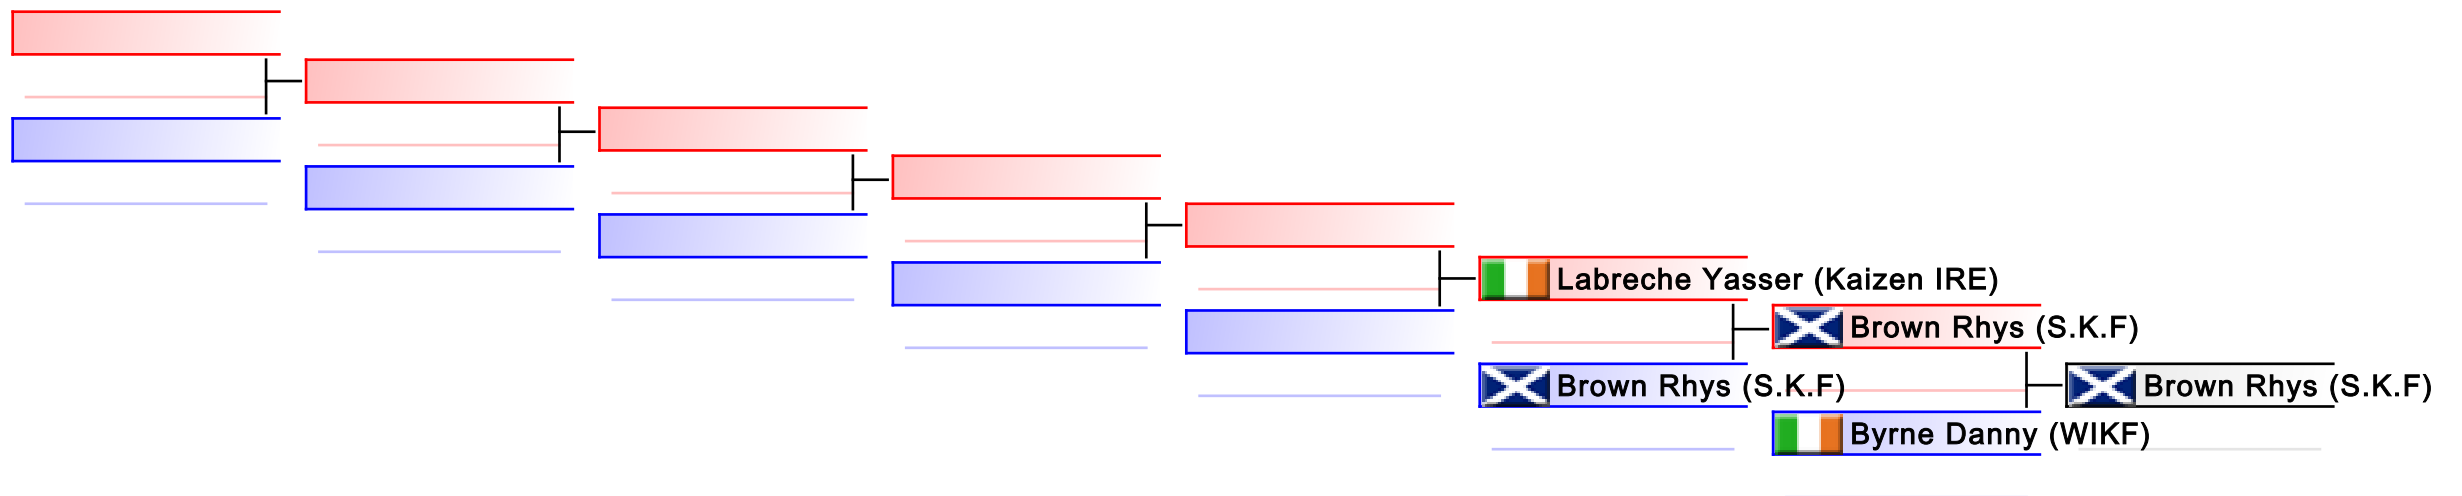 Labreche Yasser (Kaizen IRE)
Brown Rhys (S.K.F)
Brown Rhys (S.K.F)
Brown Rhys (S.K.F)
Byrne Danny (WIKF)